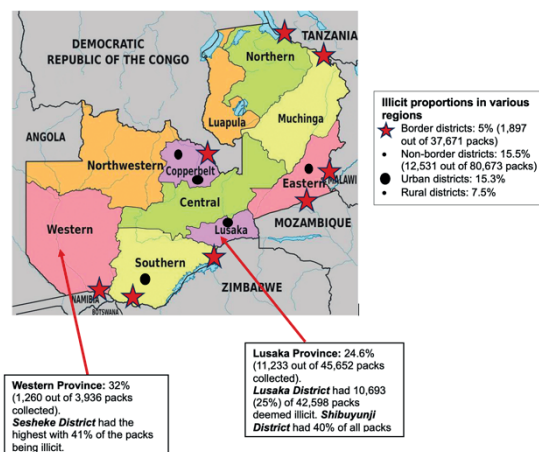 DEMOCRATIC
REPUBLIC OF THE CONGO
TANZANIA
Northern
Luapula
Muchinga
ANGOLA
Northwestern
Copperbelt
Eastern
MALAWI
Central
MOZAMBIQUE
Western
Lusaka
Southern
ZIMBABWE
NAMIBIA
BOTSWANA
Illicit proportions in various
regions
Border districts: 5% (1,897
out of 37,671 packs)
Non-border districts: 15.5%
(12,531 out of 80,673 packs)
Urban districts: 15.3%
Rural districts: 7.5%
Western Province: 32%
(1,260 out of 3,936 packs
collected).
Sesheke District had the
highest with 41% of the packs
being illicit.
Lusaka Province: 24.6%
(11,233 out of 45,652 packs
collected).
Lusaka District had 10,693
(25%) of 42,598 packs
deemed illicit. Shibuyunji
District had 40% of all packs